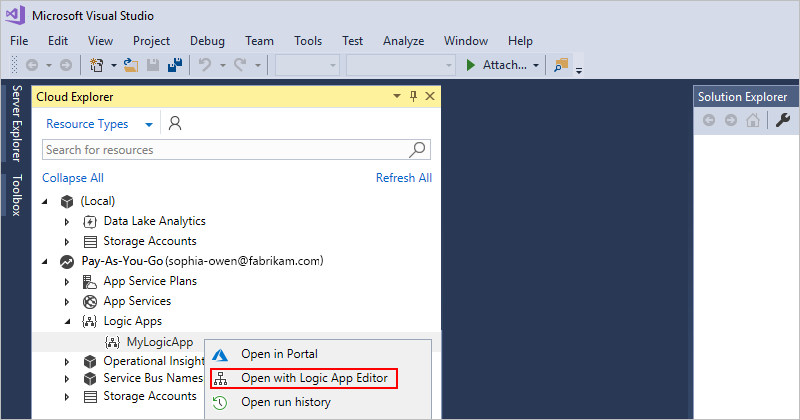 Microsoft Visual Studio
File Edit View Project Debug Team Tools Test Analyze Window Help
Attach...
Server Explorer
Toolbox
Cloud Explorer
Resource Types
Search for resources
Collapse All Refresh All
(Local)
Data Lake Analytics
Storage Accounts
Pay-As-You-Go (sophia-owen@fabrikam.com)
App Service Plans
App Services
Logic Apps
MyLogicApp
Operational Insight
Service Bus Names
Storage Accounts
Open in Portal
Open with Logic App Editor
Open run history
Solution Explorer